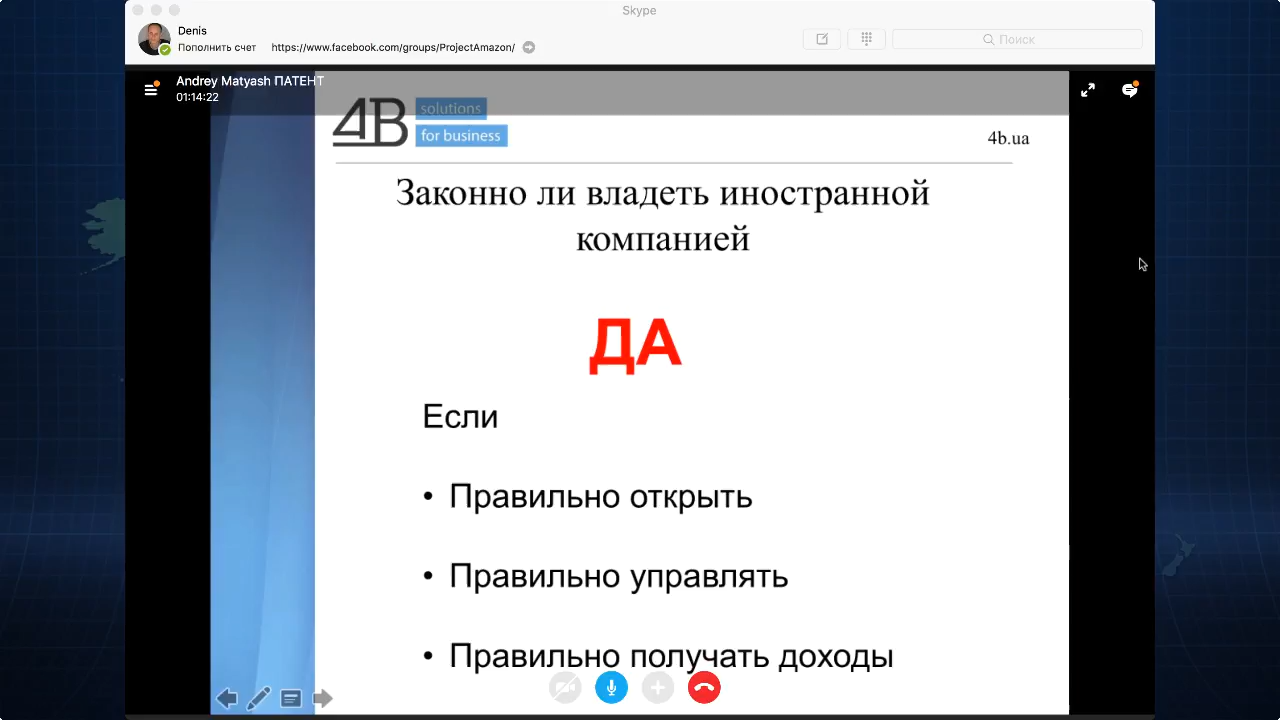 Skype
Denis
Пополнить счет https://www.facebook.com/groups/ProjectAmazon/
Поиск
Andrey Matyash ПАТЕНТ
01:14:22
4B solutions
for business
4b.ua
Законно ли владеть иностранной
компанией
ДА
Если
• Правильно открыть
• Правильно управлять
• Правильно получать доходы